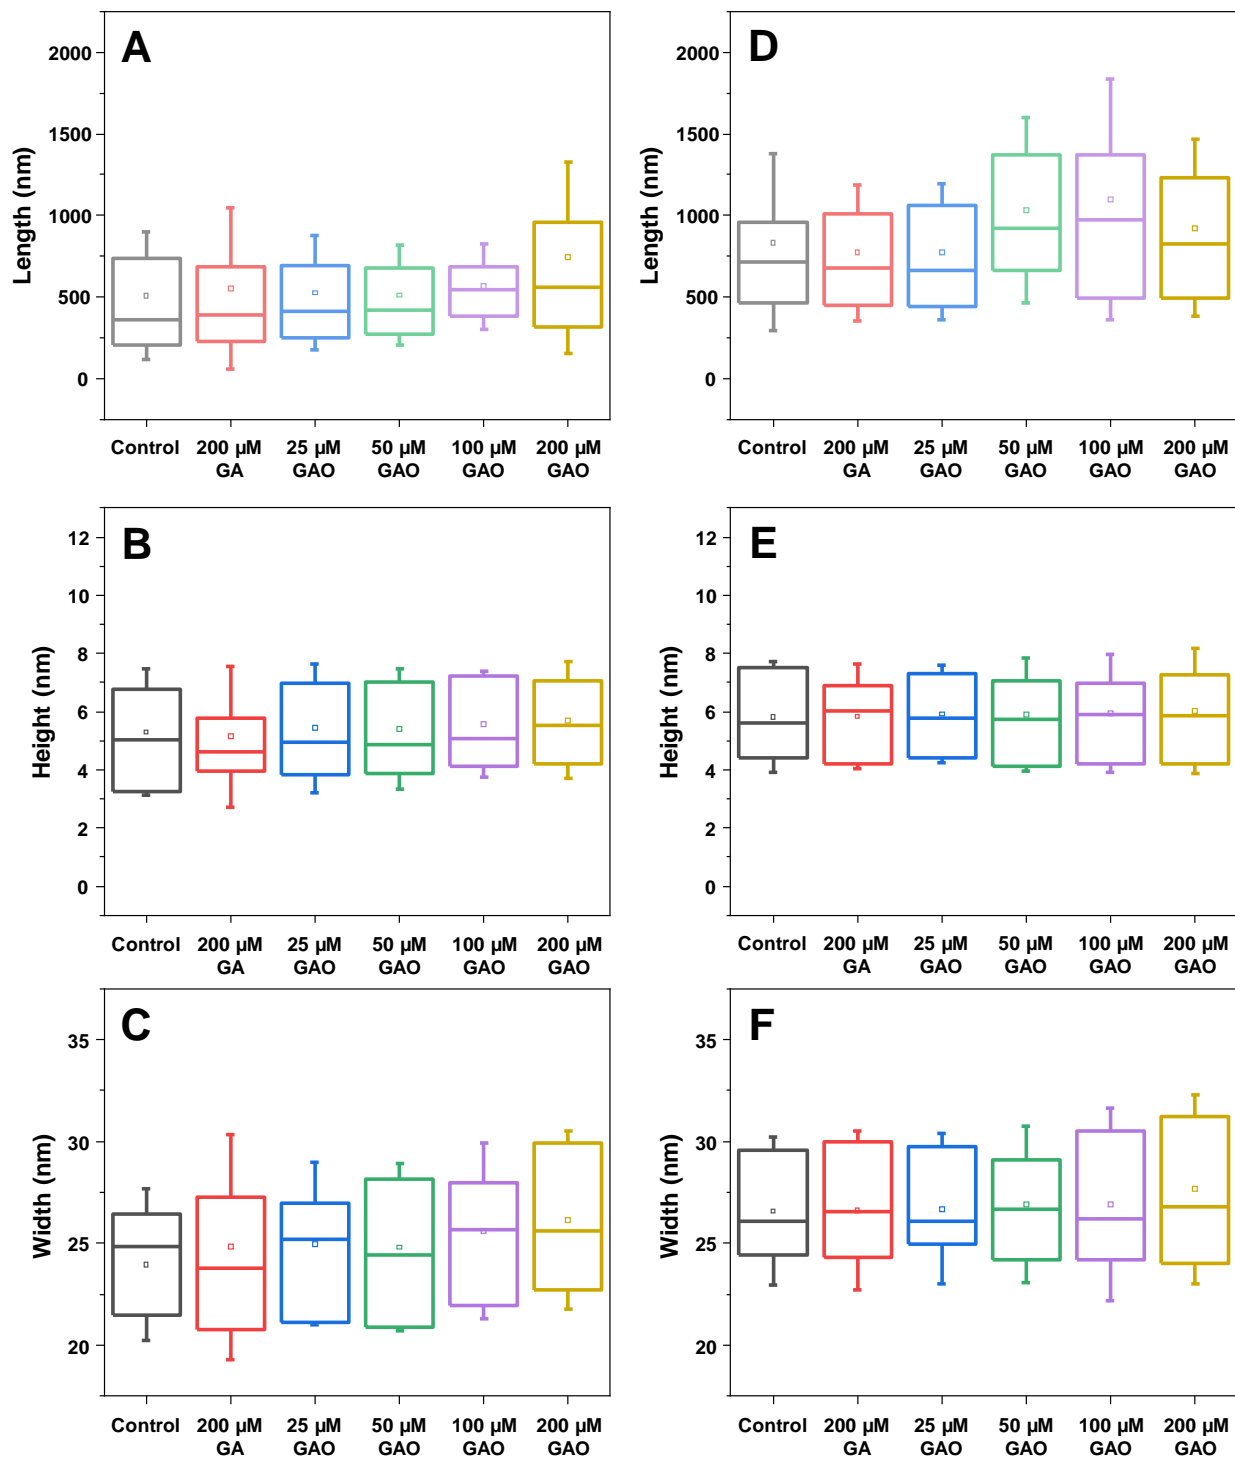 A
2000
1500
1000
500
0
Length (nm)
Control
200 µM
GA
25 µM
GAO
50 µM
GAO
100 µM
GAO
200 µM
GAO
D
2000
1500
1000
500
0
Length (nm)
Control
200 µM
GA
25 µM
GAO
50 µM
GAO
100 µM
GAO
200 µM
GAO
B
12
10
8
6
4
2
0
Height (nm)
Control
200 µM
GA
25 µM
GAO
50 µM
GAO
100 µM
GAO
200 µM
GAO
E
12
10
8
6
4
2
0
Height (nm)
Control
200 µM
GA
25 µM
GAO
50 µM
GAO
100 µM
GAO
200 µM
GAO
C
35
30
25
20
Width (nm)
Control
200 µM
GA
25 µM
GAO
50 µM
GAO
100 µM
GAO
200 µM
GAO
F
35
30
25
20
Width (nm)
Control
200 µM
GA
25 µM
GAO
50 µM
GAO
100 µM
GAO
200 µM
GAO